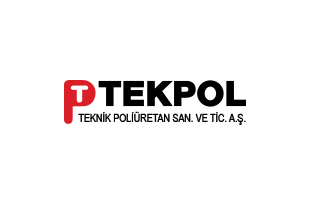 TEKPOL
TEKNİK POLİÜRETAN SAN. VE TİC. A.Ş.